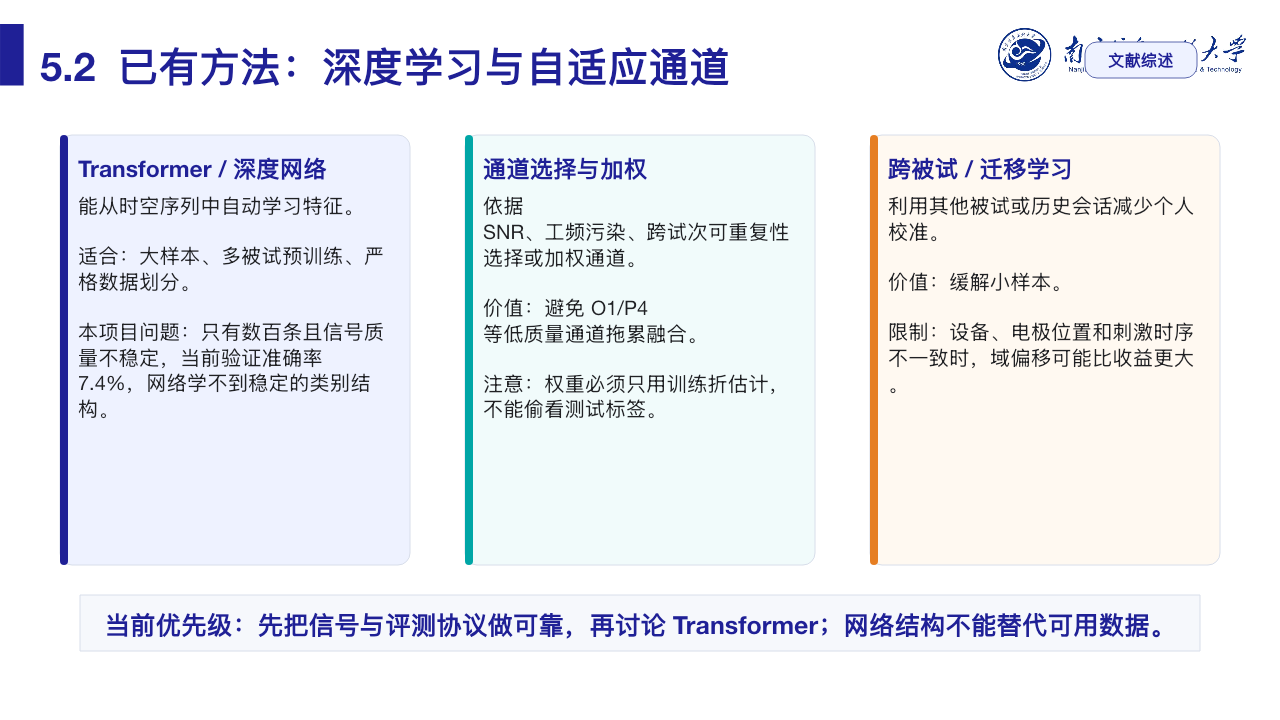 5.2 已有方法：深度学习与自适应通道
文献综述
大学
& Technology
Transformer / 深度网络
能从时空序列中自动学习特征。
适合：大样本、多被试预训练、严
格数据划分。
本项目问题：只有数百条且信号质
量不稳定，当前验证准确率
7.4%，网络学不到稳定的类别结
构。
通道选择与加权
依据
SNR、工频污染、跨试次可重复性
选择或加权通道。
价值：避免 O1/P4
等低质量通道拖累融合。
注意：权重必须只用训练折估计，
不能偷看测试标签。
跨被试 / 迁移学习
利用其他被试或历史会话减少个人
校准。
价值：缓解小样本。
限制：设备、电极位置和刺激时序
不一致时，域偏移可能比收益更大
。
当前优先级：先把信号与评测协议做可靠，再讨论 Transformer；网络结构不能替代可用数据。